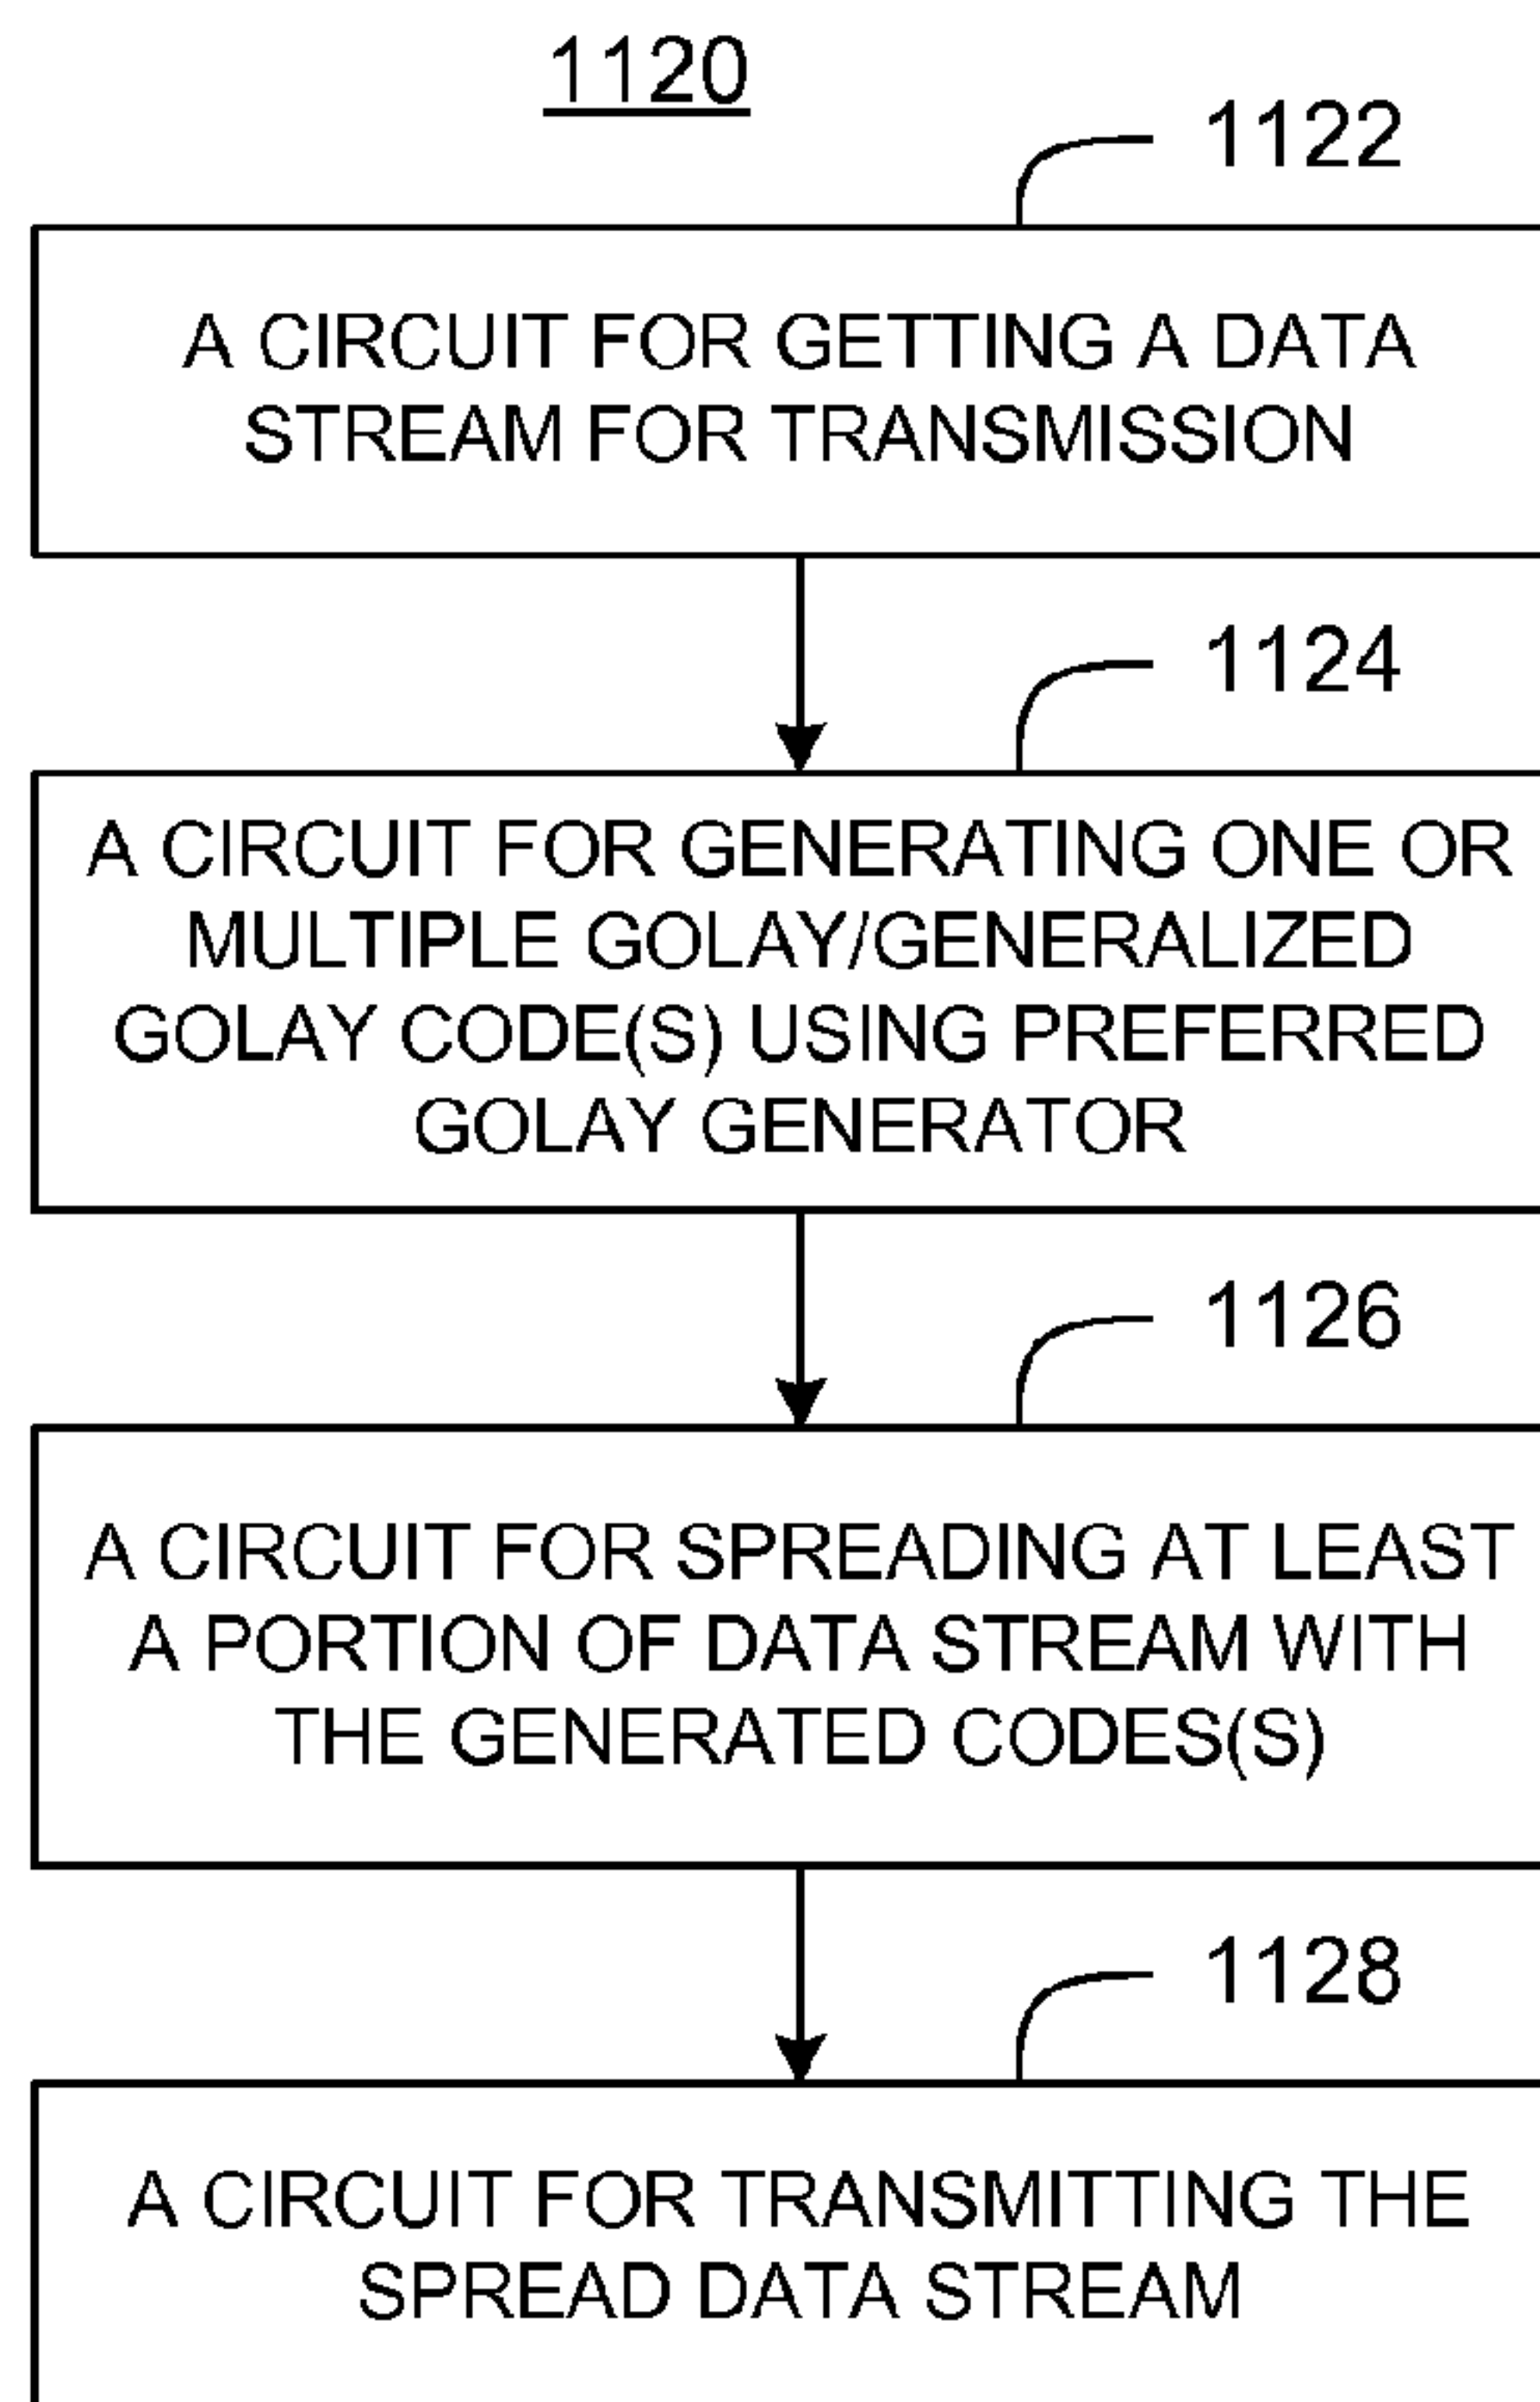 1120
1122
A CIRCUIT FOR GETTING A DATA
STREAM FOR TRANSMISSION
1124
A CIRCUIT FOR GENERATING ONE OR
MULTIPLE GOLAY/GENERALIZED
GOLAY CODE(S) USING PREFERRED
GOLAY GENERATOR
1126
A CIRCUIT FOR SPREADING AT LEAST
A PORTION OF DATA STREAM WITH
THE GENERATED CODES(S)
1128
A CIRCUIT FOR TRANSMITTING THE
SPREAD DATA STREAM